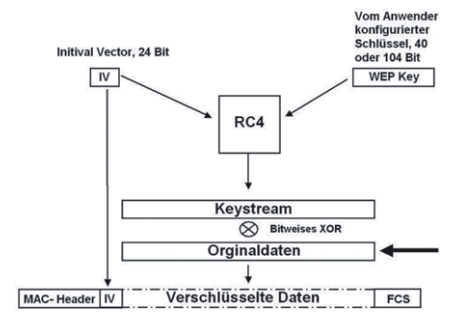 Vom Anwender
konfigurierter
Schlüssel, 40
oder 104 Bit
Initival Vector, 24 Bit
IV
WEP Key
RC4
Keystream
Bitweises XOR
Orginaldaten
MAC- Header IV Verschlüsselte Daten FCS